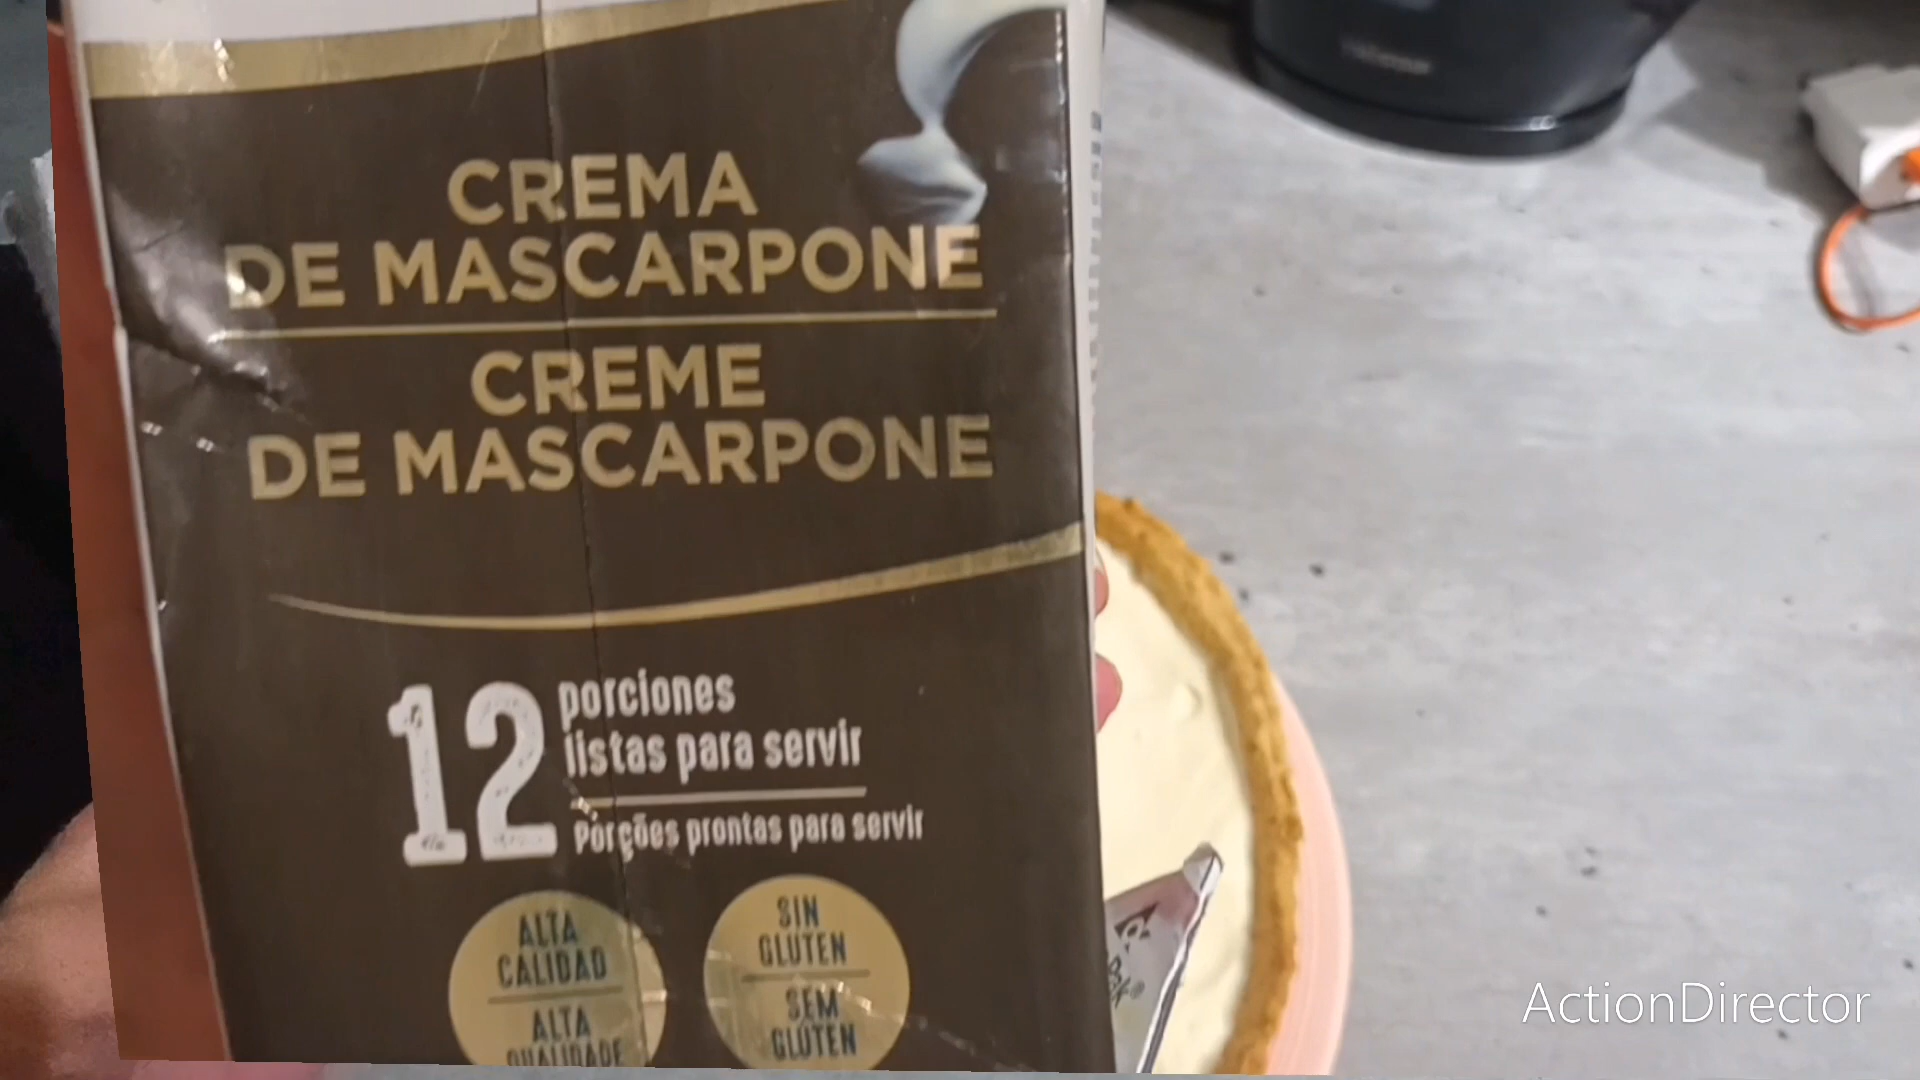 CREMA
DE MASCARPONE
CREME
DE MASCARPONE
12 porciones
listas para servir
Porções prontas para servir
ALTA
CALIDAD
ALTA
QUALIDADE
SIN
GLUTEN
SEM
GLUTEN
ActionDirector